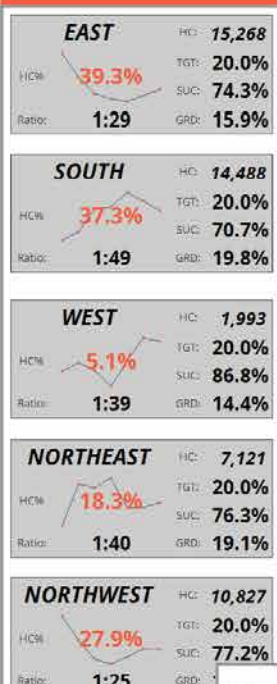 EAST
HC: 15,268
HC% 39.3% TGT: 20.0%
SUC: 74.3%
Ratio: 1:29 GRD: 15.9%
SOUTH
HC: 14,488
HC% 37.3% TGT: 20.0%
SUC: 70.7%
Ratio: 1:49 GRD: 19.8%
WEST
HC: 1,993
HC% 5.1% TGT: 20.0%
SUC: 86.8%
Ratio: 1:39 GRD: 14.4%
NORTHEAST
HC: 7,121
HC% 18.3% TGT: 20.0%
SUC: 76.3%
Ratio: 1:40 GRD: 19.1%
NORTHWEST
HC: 10,827
HC% 27.9% TGT: 20.0%
SUC: 77.2%
Ratio: 1:25 GRD: